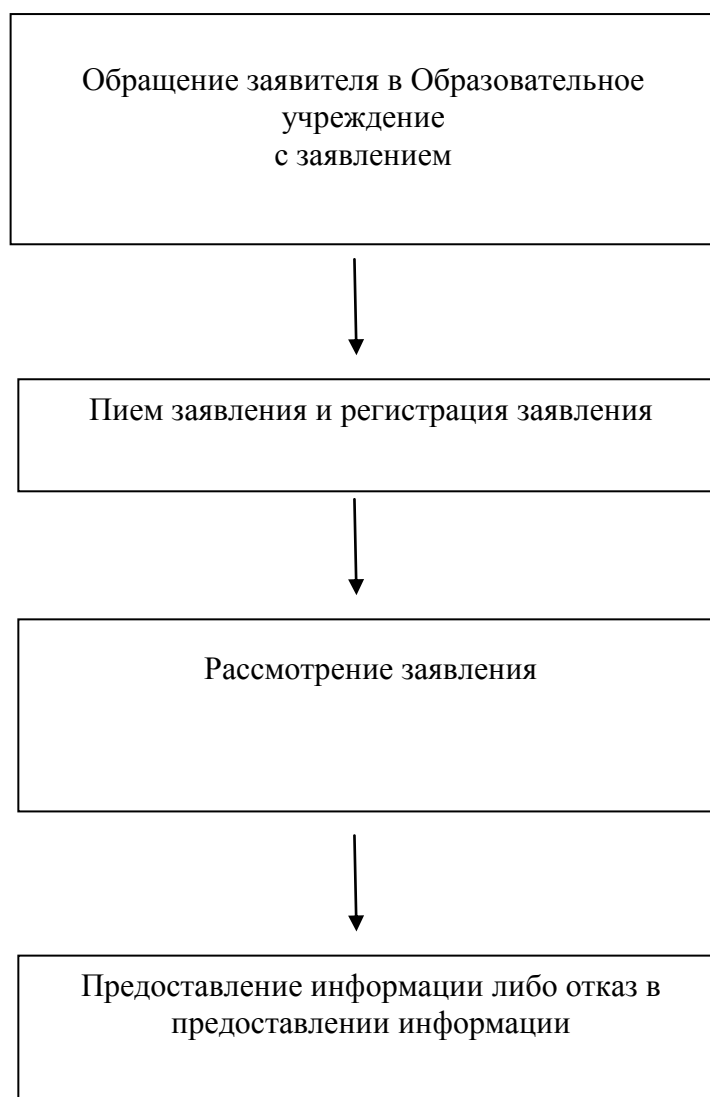 Обращение заявителя в Образовательное
учреждение
с заявлением
Пием заявления и регистрация заявления
Рассмотрение заявления
Предоставление информации либо отказ в
предоставлении информации